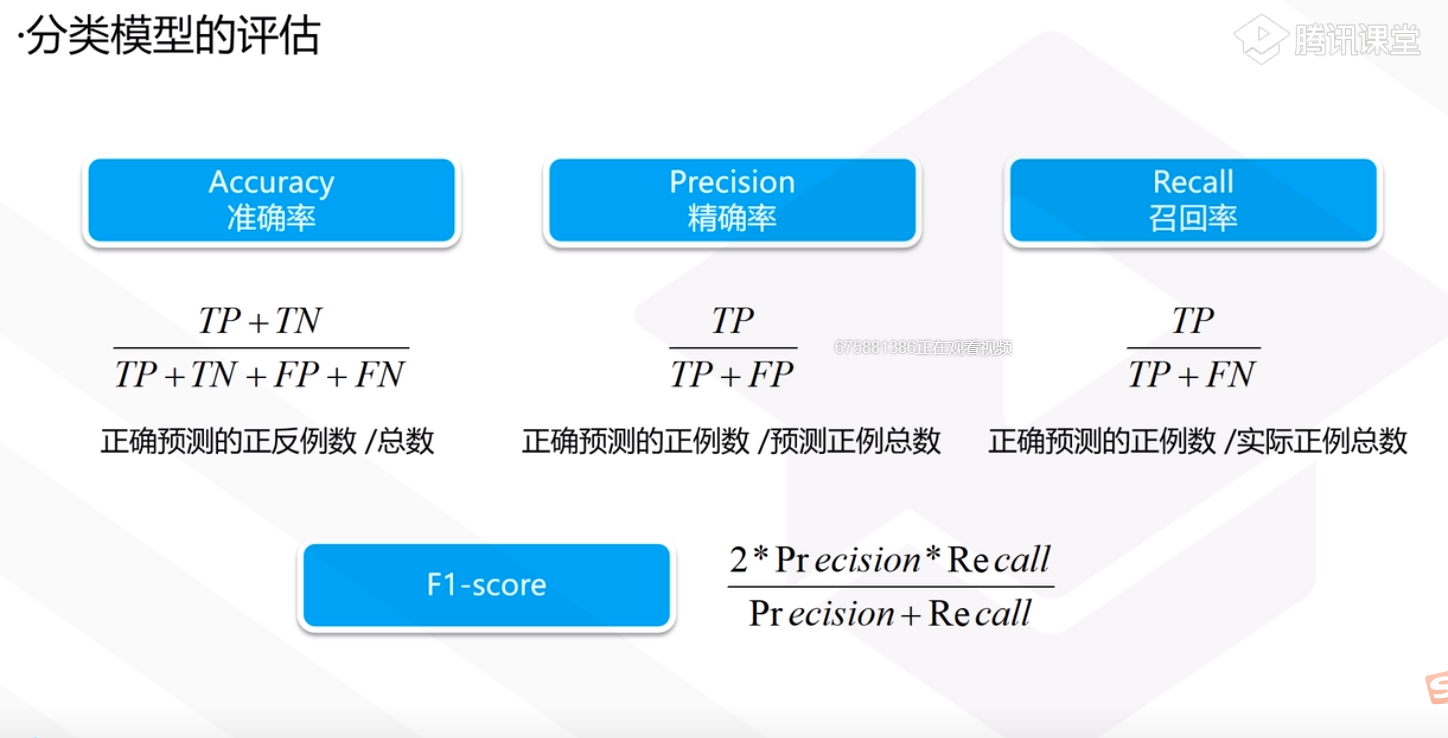 ·分类模型的评估
腾讯课堂
Accuracy
准确率
Precision
精确率
Recall
召回率
TP + TN
TP + TN + FP + FN
TP
TP + FP
TP
TP + FN
675881386正在观看视频
正确预测的正反例数 /总数
正确预测的正例数 /预测正例总数
正确预测的正例数 /实际正例总数
F1-score
2 * Precision * Recall
Precision + Recall